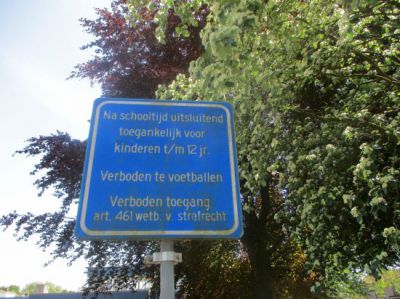 Na schooltijd uitsluitend
toegankelijk voor
kinderen t/m 12 jr.
Verboden te voetballen
Verboden toegang
art. 461 wetb. v. strafrecht